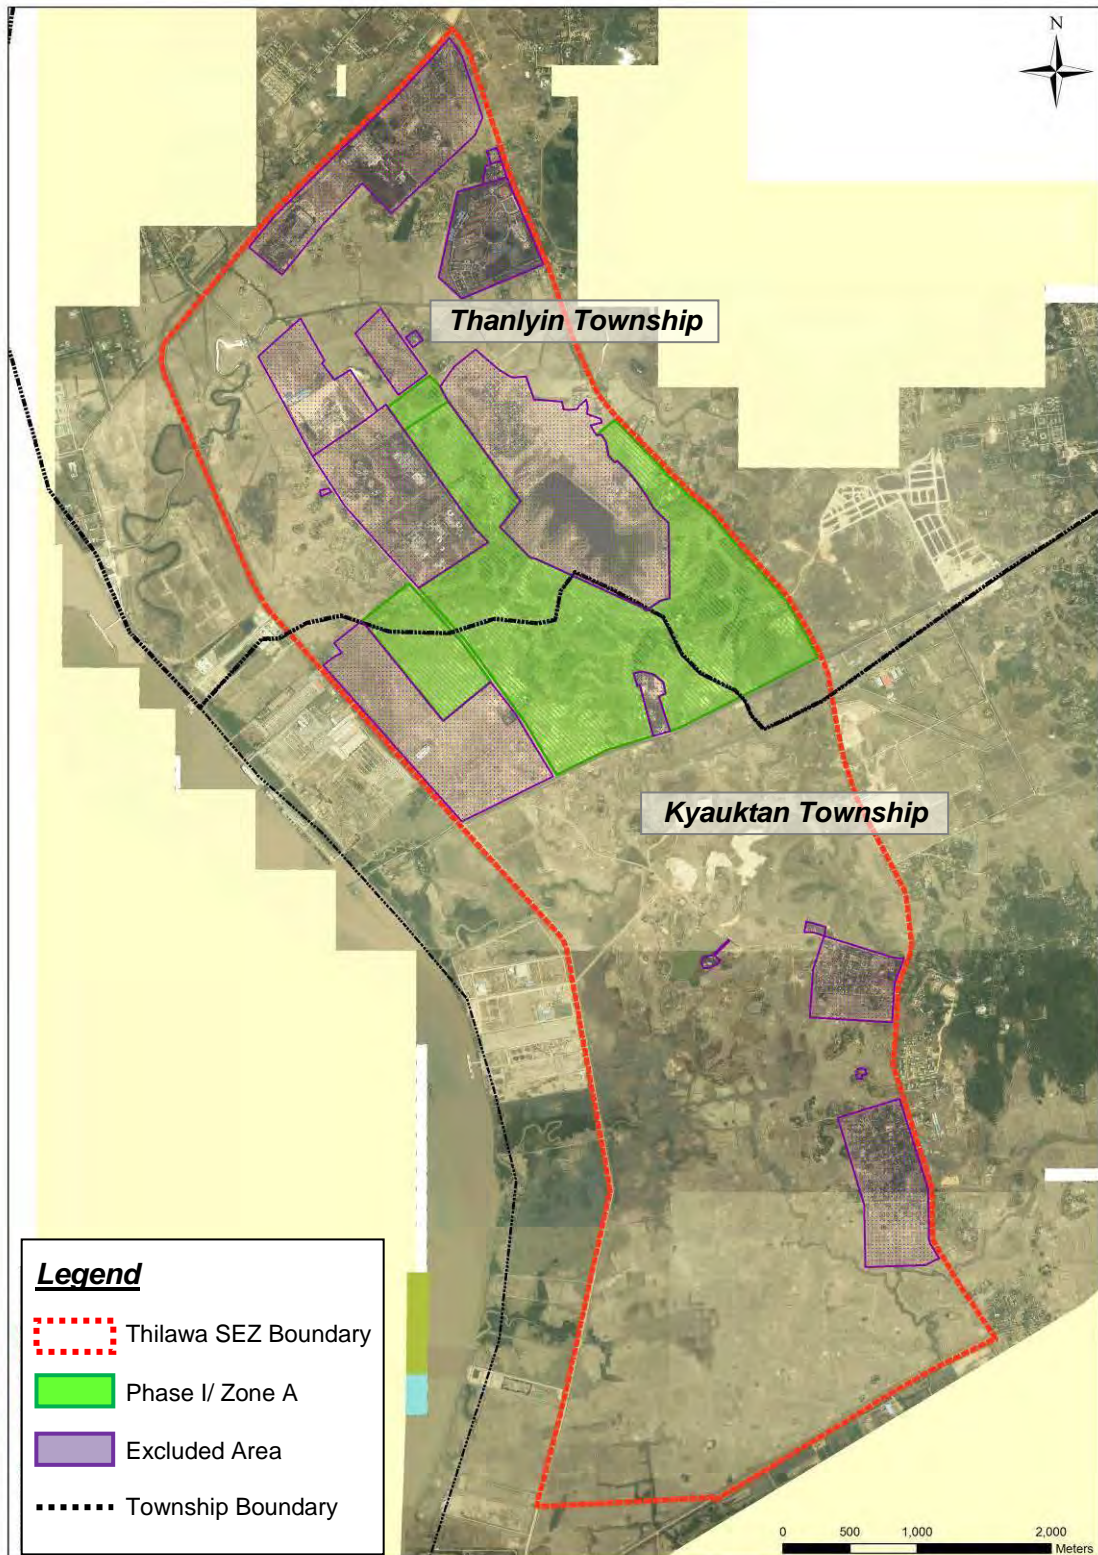 N
Thanlyin Township
Kyauktan Township
Legend
Thilawa SEZ Boundary
Phase I/ Zone A
Excluded Area
Township Boundary
0 500 1,000 2,000
Meters